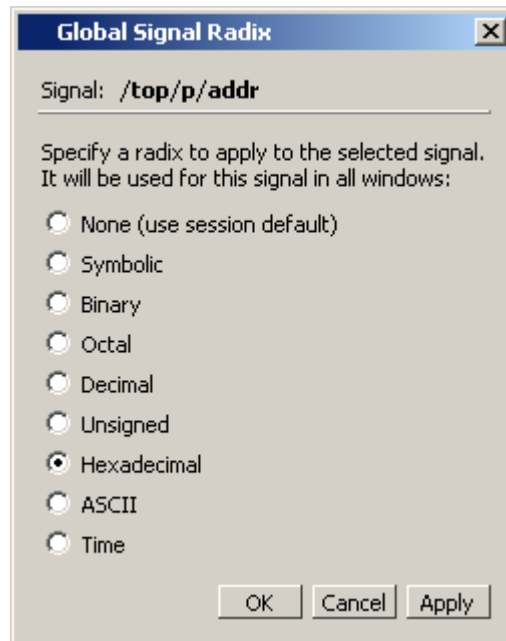 Global Signal Radix
Signal: /top/p/addr
Specify a radix to apply to the selected signal.
It will be used for this signal in all windows:
None (use session default)
Symbolic
Binary
Octal
Decimal
Unsigned
Hexadecimal
ASCII
Time
OK Cancel Apply